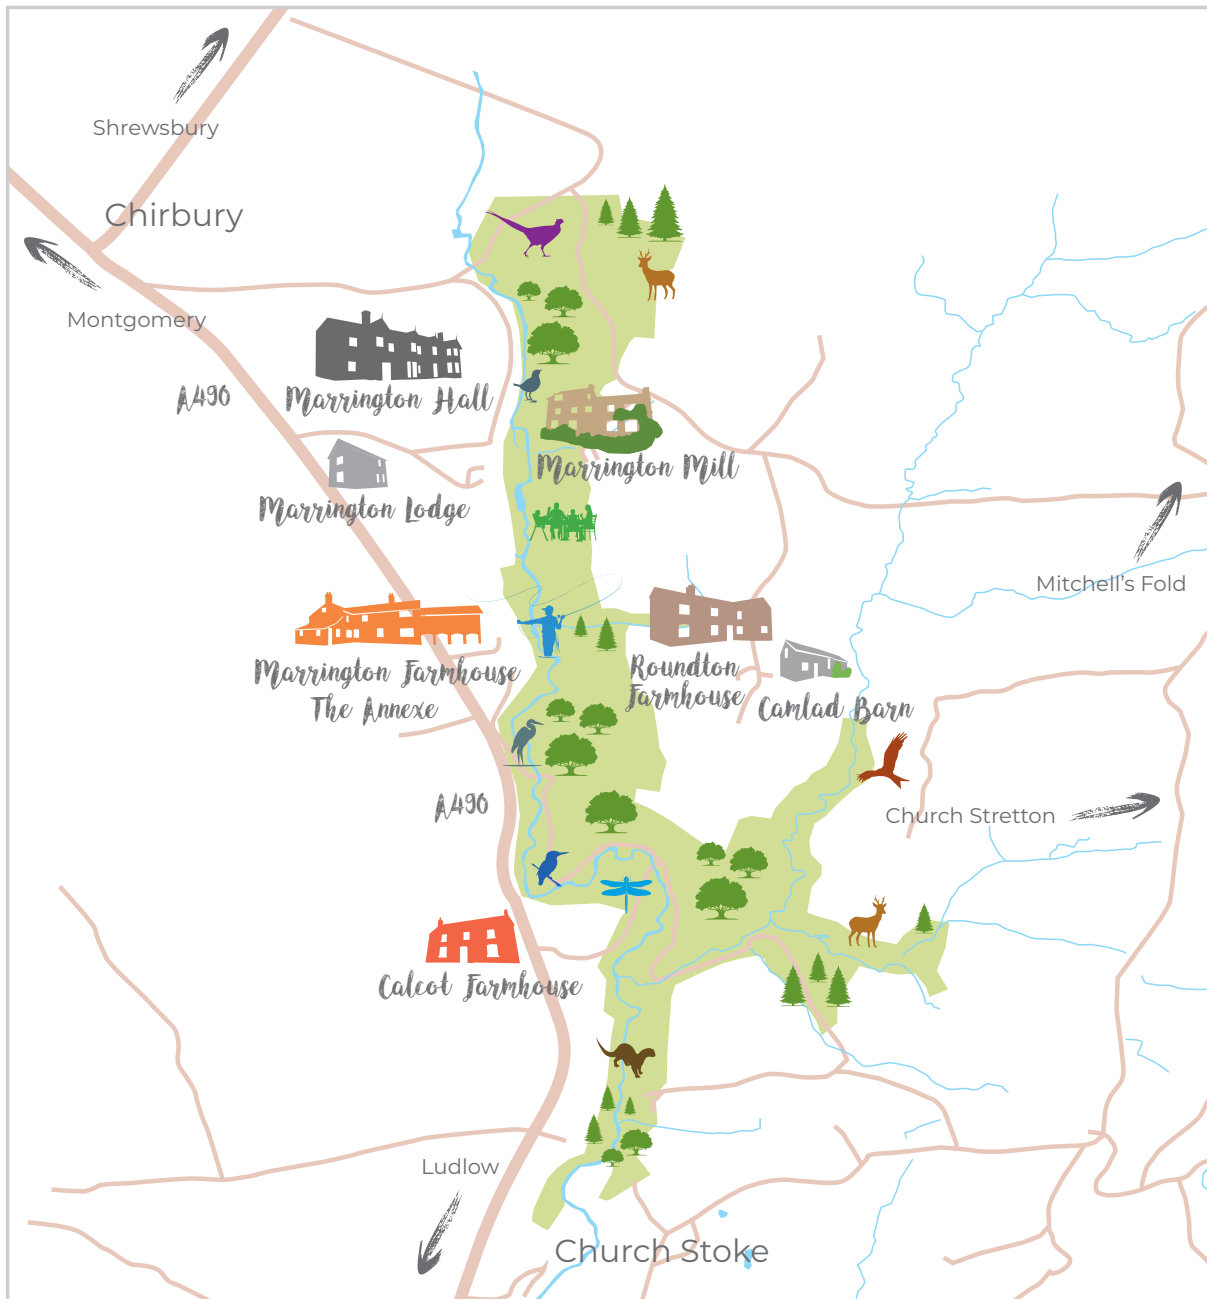 Shrewsbury
Chirbury
Montgomery
A490
Marrington Hall
Marrington Mill
Marrington Lodge
Mitchell's Fold
Marrington Farmhouse
The Annexe
Roundton
Farmhouse
Camlad Barn
A490
Church Stretton
Calcot Farmhouse
Ludlow
Church Stoke